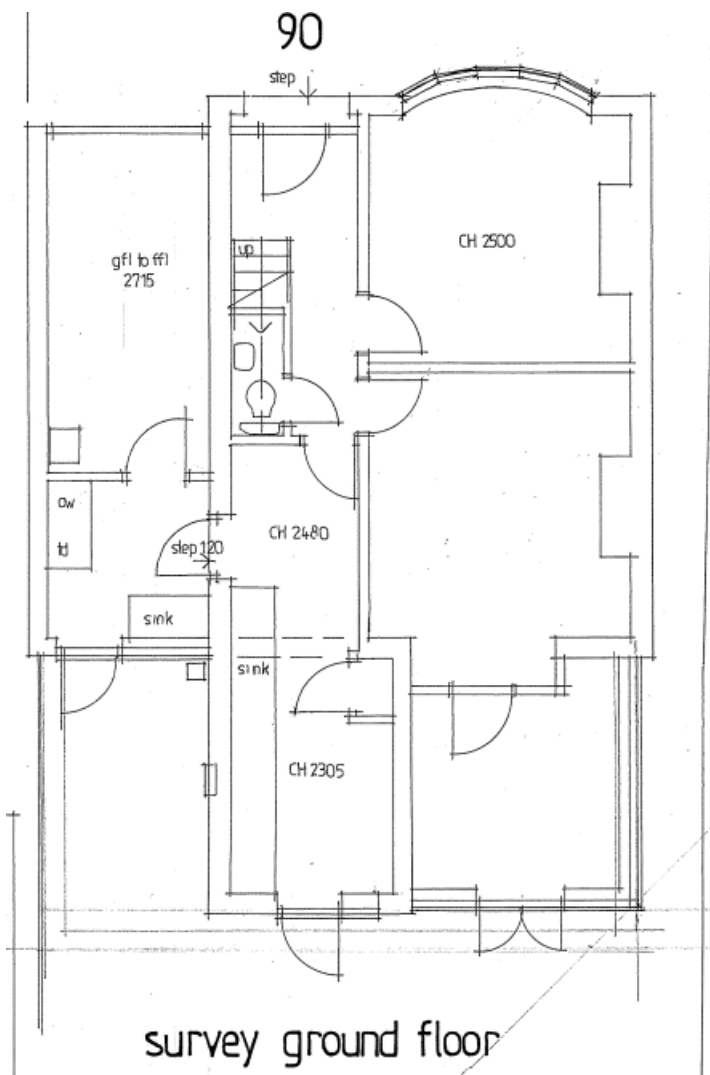 90
step
up
CH 2500
gfl to ffl
2715
ow
td
CH 2480
step 120
sink
sink
CH 2305
survey ground floor